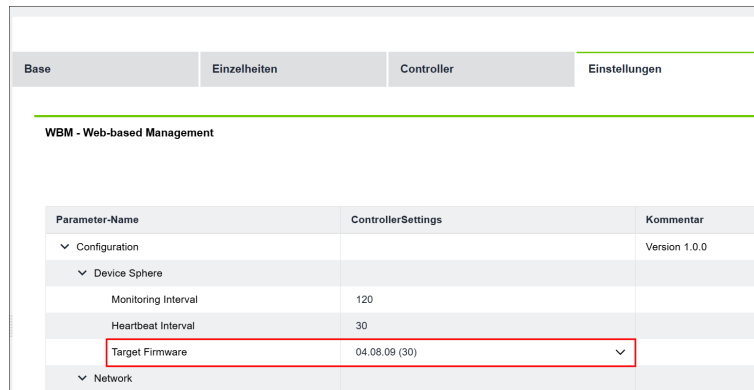 Base Einzelheiten Controller Einstellungen
WBM - Web-based Management
Parameter-Name ControllerSettings Kommentar
Configuration Version 1.0.0
Device Sphere
Monitoring Interval 120
Heartbeat Interval 30
Target Firmware 04.08.09 (30)
Network